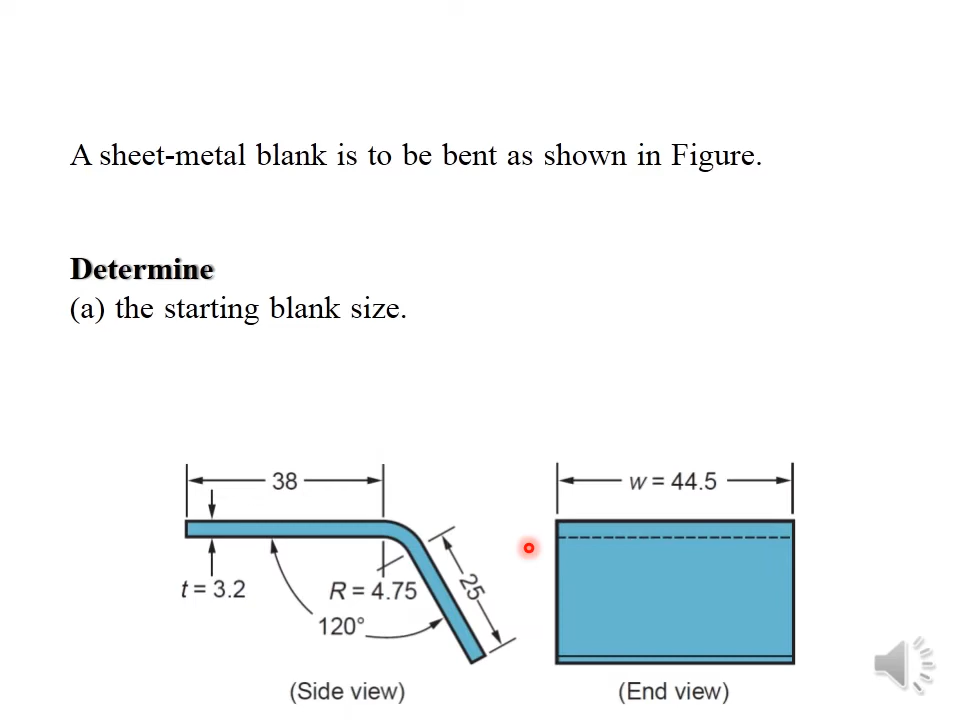 A sheet-metal blank is to be bent as shown in Figure.
Determine
(a) the starting blank size.
38
w = 44.5
t = 3.2
R = 4.75
25
120°
(Side view)
(End view)